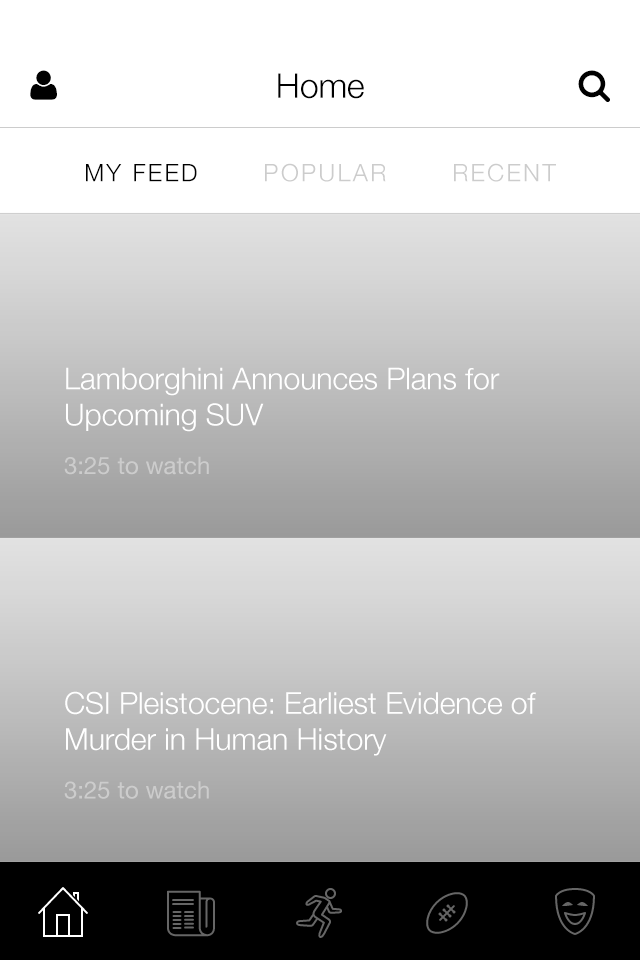 Home
MY FEED POPULAR RECENT
Lamborghini Announces Plans for
Upcoming SUV
3:25 to watch
CSI Pleistocene: Earliest Evidence of
Murder in Human History
3:25 to watch